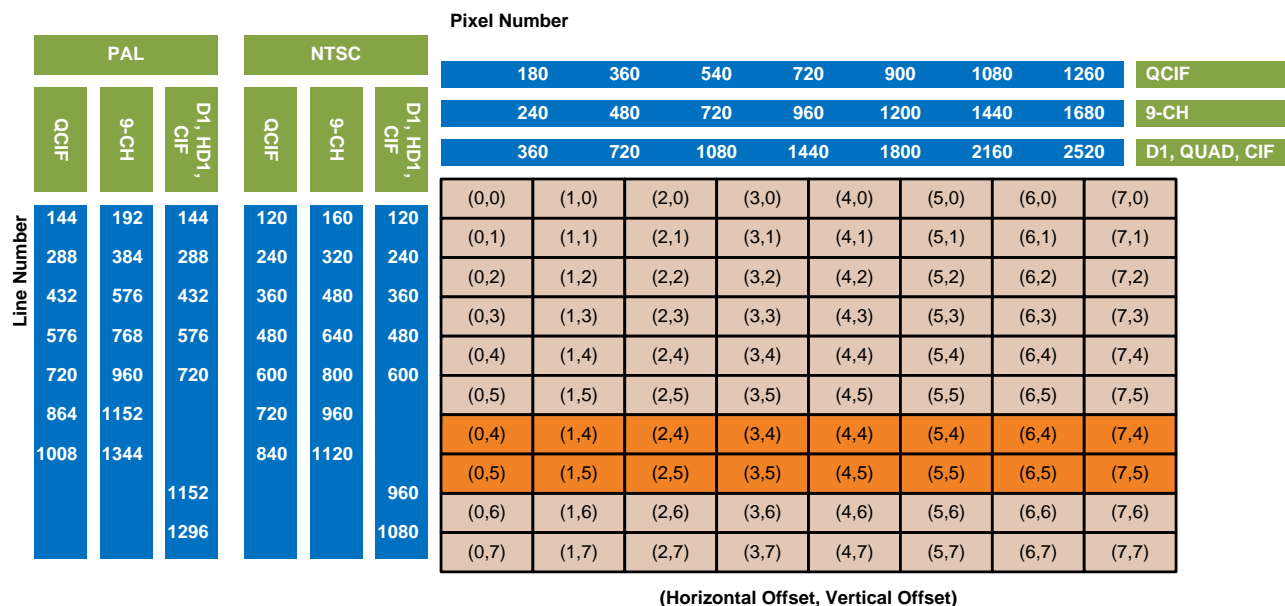 Pixel Number
PAL NTSC
180 360 540 720 900 1080 1260 QCIF
240 480 720 960 1200 1440 1680 9-CH
360 720 1080 1440 1800 2160 2520 D1, QUAD, CIF
QCIF 9-CH D1, HD1, CIF QCIF 9-CH D1, HD1, CIF
Line Number
144 192 144 120 160 120
288 384 288 240 320 240
432 576 432 360 480 360
576 768 576 480 640 480
720 960 720 600 800 600
864 1152 720 960
1008 1344 840 1120
1152 960
1296 1080
(0,0) (1,0) (2,0) (3,0) (4,0) (5,0) (6,0) (7,0)
(0,1) (1,1) (2,1) (3,1) (4,1) (5,1) (6,1) (7,1)
(0,2) (1,2) (2,2) (3,2) (4,2) (5,2) (6,2) (7,2)
(0,3) (1,3) (2,3) (3,3) (4,3) (5,3) (6,3) (7,3)
(0,4) (1,4) (2,4) (3,4) (4,4) (5,4) (6,4) (7,4)
(0,5) (1,5) (2,5) (3,5) (4,5) (5,5) (6,5) (7,5)
(0,4) (1,4) (2,4) (3,4) (4,4) (5,4) (6,4) (7,4)
(0,5) (1,5) (2,5) (3,5) (4,5) (5,5) (6,5) (7,5)
(0,6) (1,6) (2,6) (3,6) (4,6) (5,6) (6,6) (7,6)
(0,7) (1,7) (2,7) (3,7) (4,7) (5,7) (6,7) (7,7)
(Horizontal Offset, Vertical Offset)